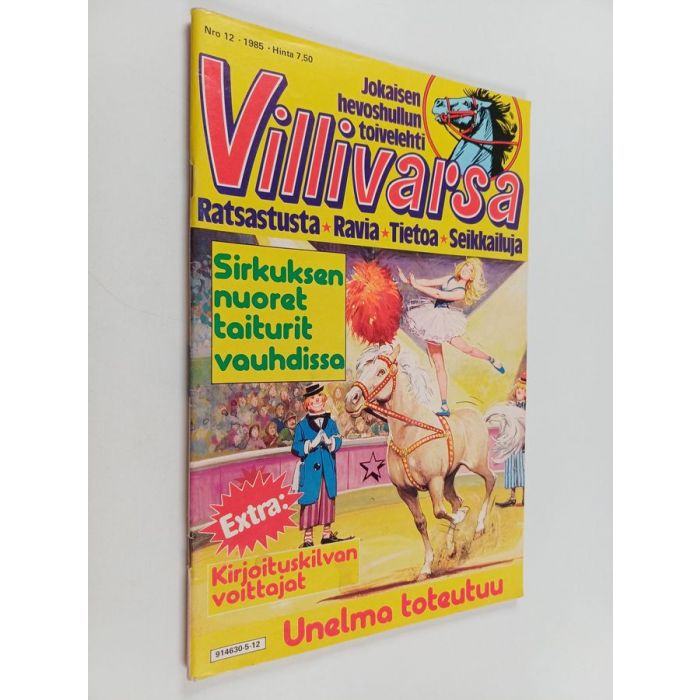 Nro 12 · 1985 · Hinta 7,50
Jokaisen
hevoshullun
toivelehti
Villivarsa
Ratsastusta ★ Ravia ★ Tietoa ★ Seikkailuja
Sirkuksen
nuoret
taiturit
vauhdissa
Extra:
Kirjoituskilvan
voittajat
Unelma toteutuu
914630-5-12